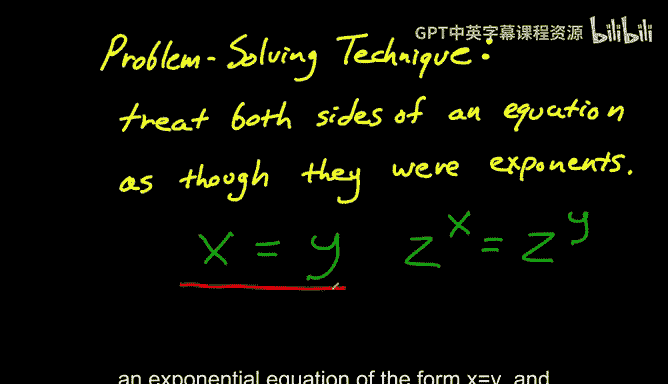 GPT中英字幕课程资源 bilibili
Problem-Solving Technique:
treat both sides of an equation
as though they were exponents.
x = y z^x = z^y
an exponential equation of the form x=y, and